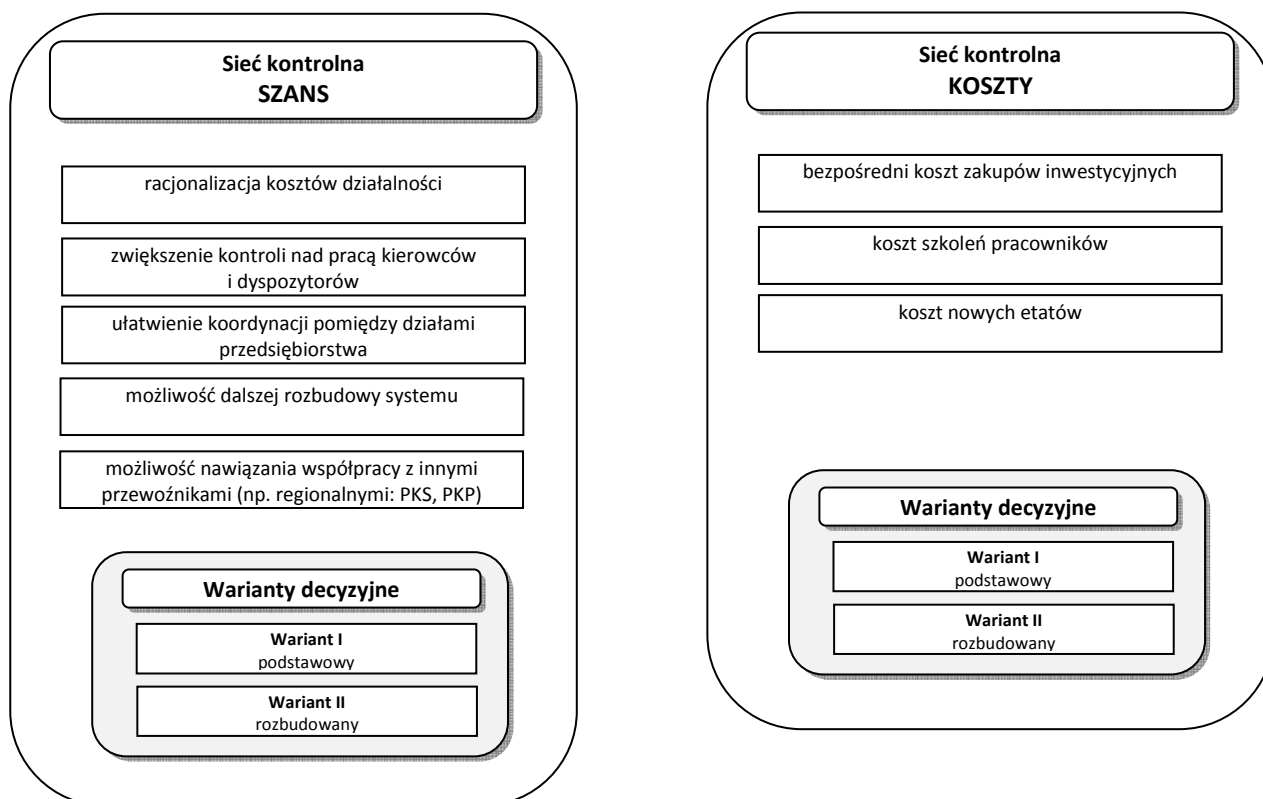 Sieć kontrolna
SZANS
racjonalizacja kosztów działalności
zwiększenie kontroli nad pracą kierowców
i dyspozytorów
ułatwienie koordynacji pomiędzy działami
przedsiębiorstwa
możliwość dalszej rozbudowy systemu
możliwość nawiązania współpracy z innymi
przewoźnikami (np. regionalnymi: PKS, PKP)
Warianty decyzyjne
Wariant I
podstawowy
Wariant II
rozbudowany
Sieć kontrolna
KOSZTY
bezpośredni koszt zakupów inwestycyjnych
koszt szkoleń pracowników
koszt nowych etatów
Warianty decyzyjne
Wariant I
podstawowy
Wariant II
rozbudowany